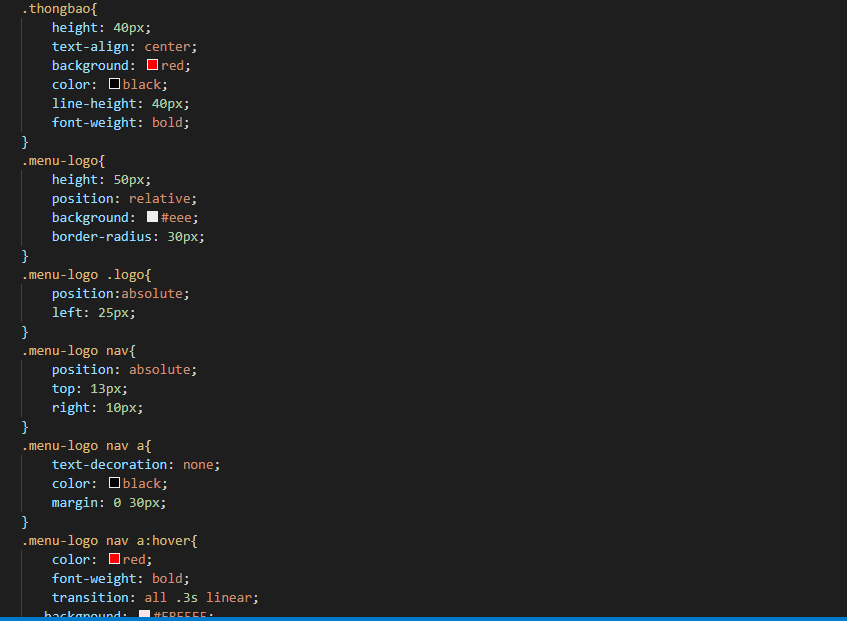 .thongbao{
    height: 40px;
    text-align: center;
    background: red;
    color: black;
    line-height: 40px;
    font-weight: bold;
}
.menu-logo{
    height: 50px;
    position: relative;
    background: #eee;
    border-radius: 30px;
}
.menu-logo .logo{
    position:absolute;
    left: 25px;
}
.menu-logo nav{
    position: absolute;
    top: 13px;
    right: 10px;
}
.menu-logo nav a{
    text-decoration: none;
    color: black;
    margin: 0 30px;
}
.menu-logo nav a:hover{
    color: red;
    font-weight: bold;
    transition: all .3s linear;
   background: